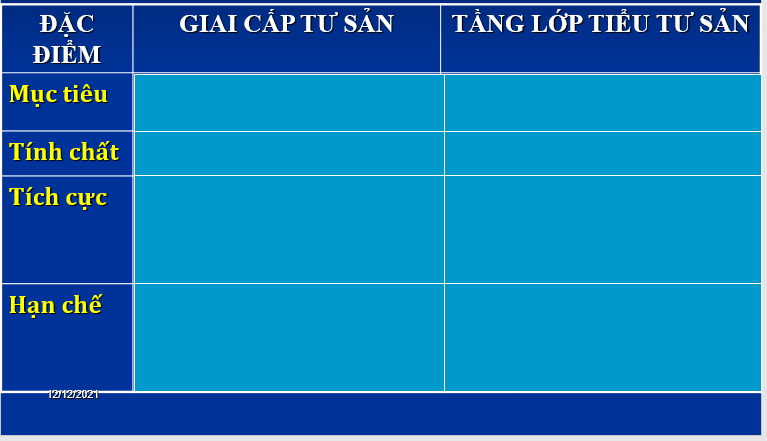 ĐẶC
ĐIỂM
GIAI CẤP TƯ SẢN
TẦNG LỚP TIỂU TƯ SẢN
Mục tiêu
Tính chất
Tích cực
Hạn chế
12/12/2021